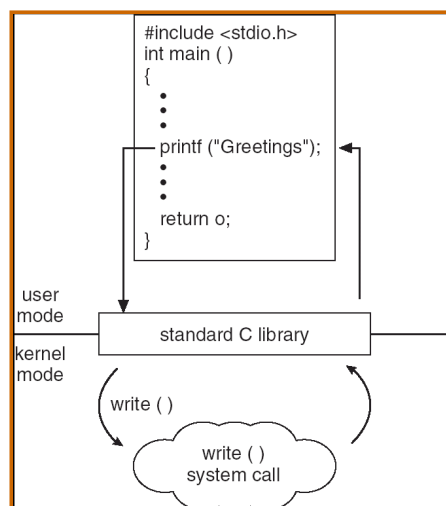 #include <stdio.h>
int main ( )
{
•
•
•
printf ("Greetings");
•
•
•
return o;
}
user
mode
standard C library
kernel
mode
write ( )
write ( )
system call